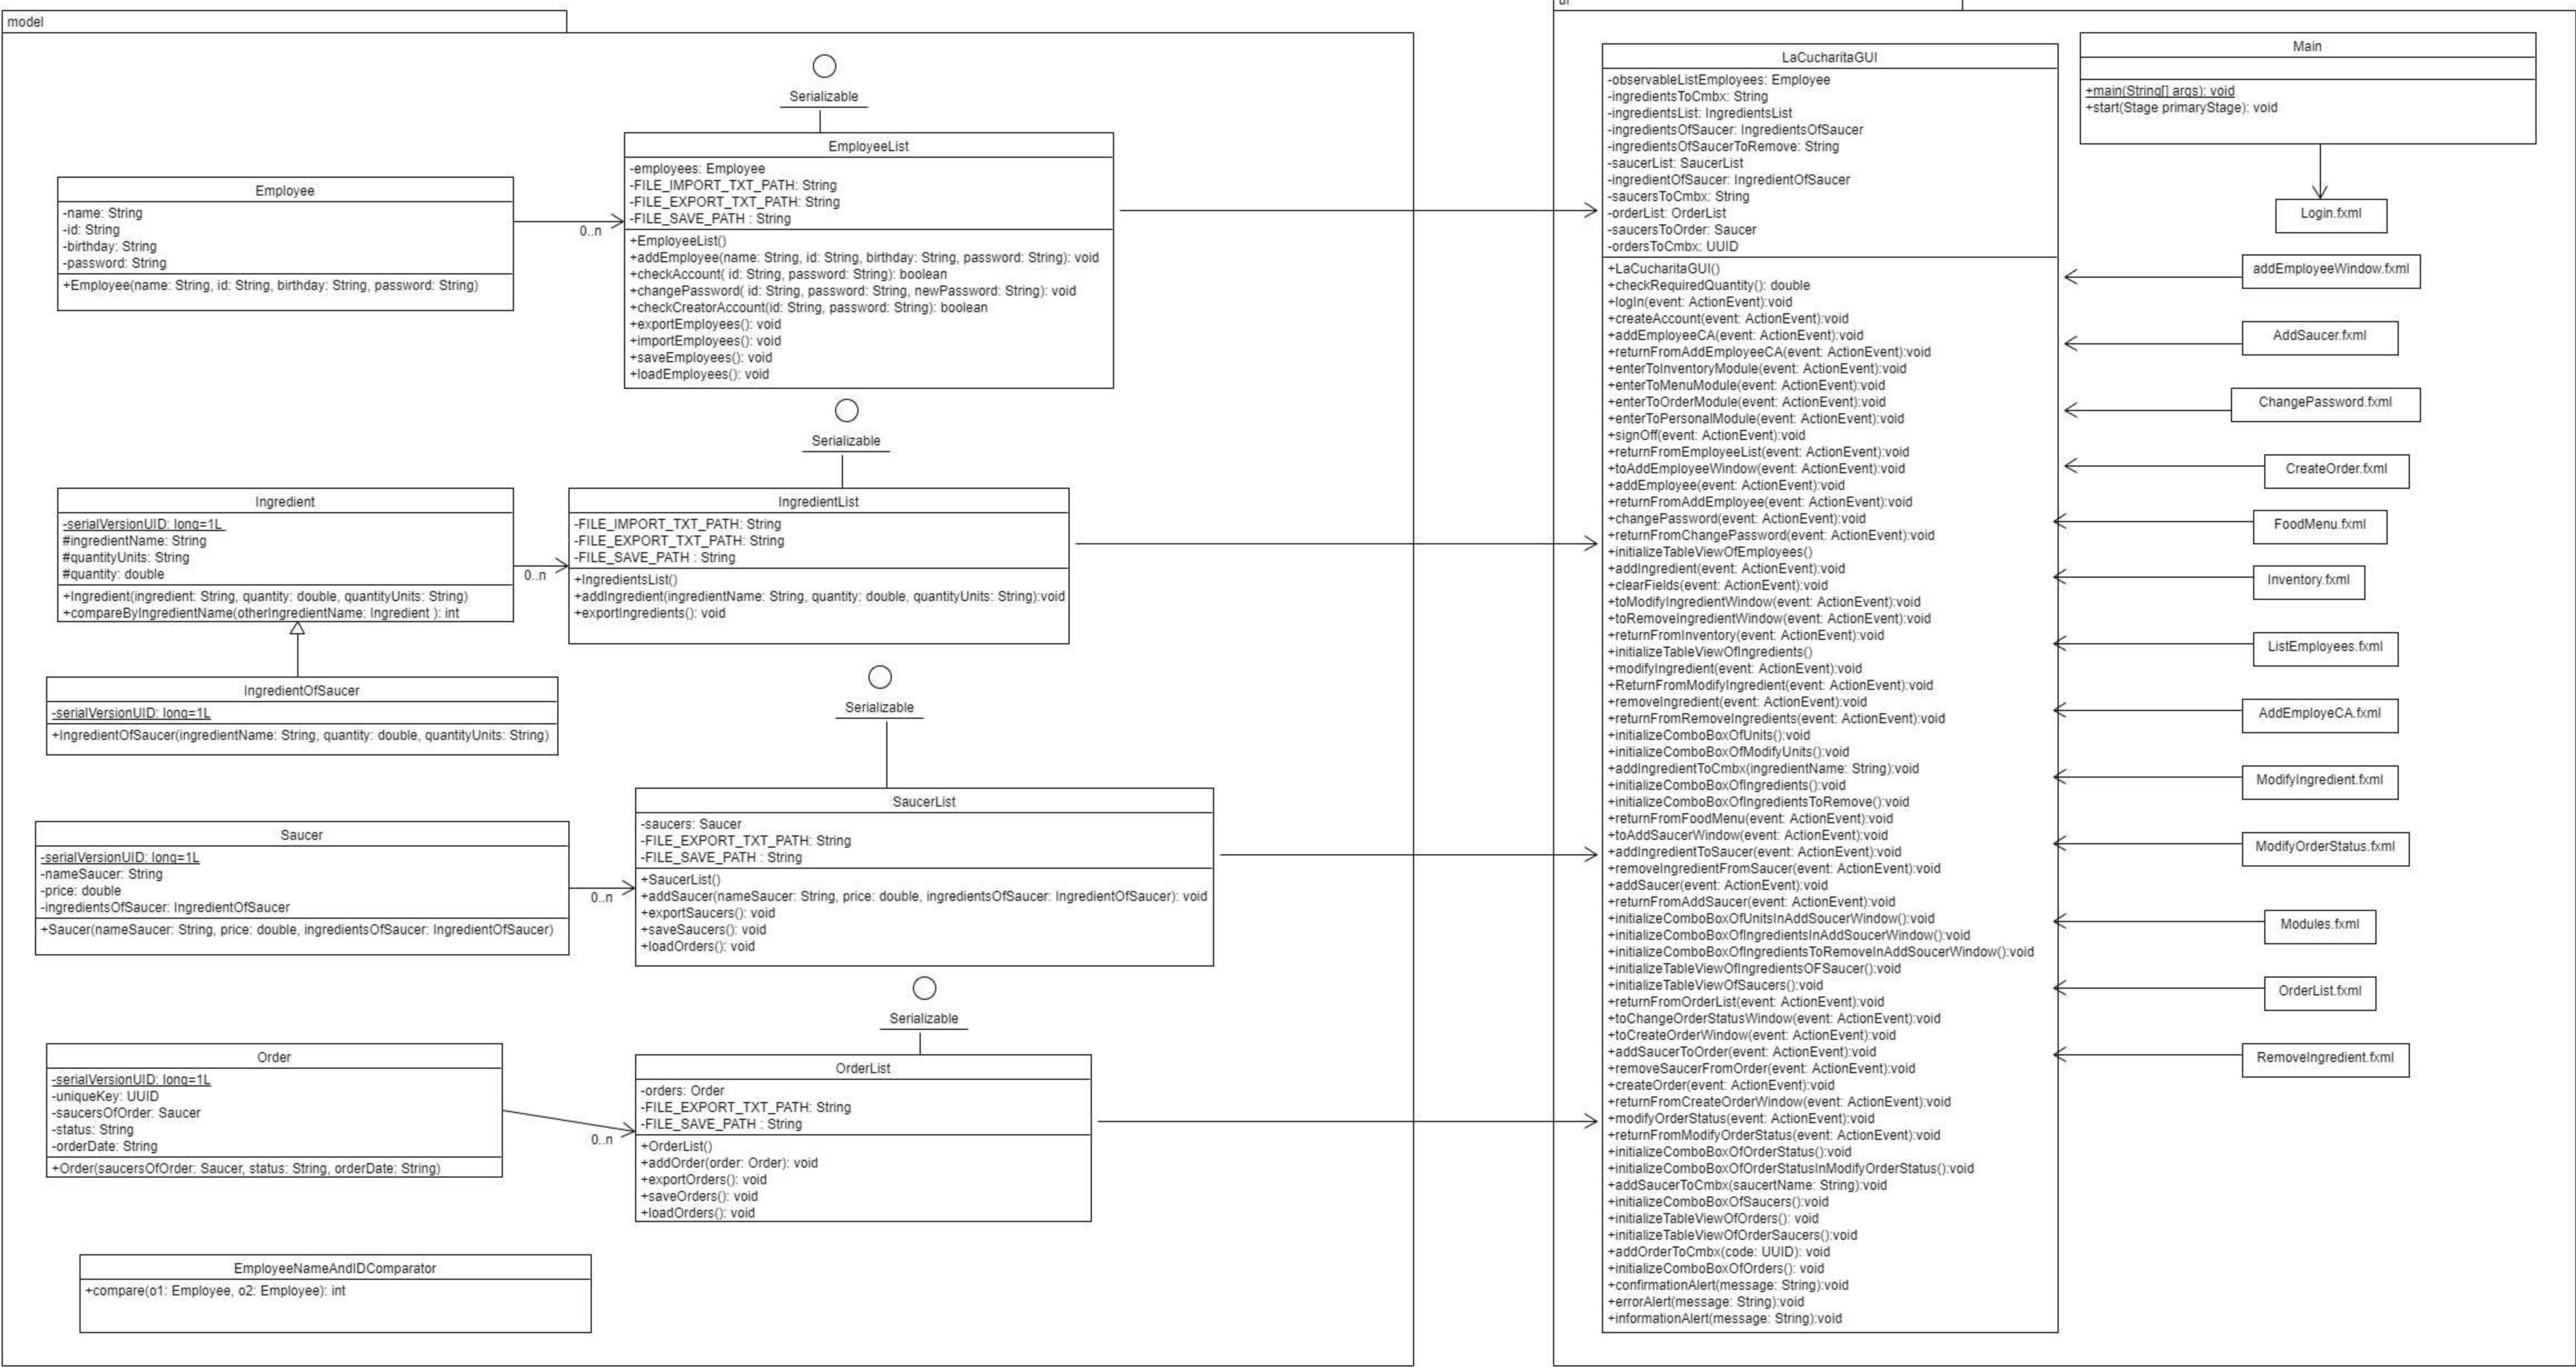 model
Serializable
EmployeeList
-employees: Employee
-FILE_IMPORT_TXT_PATH: String
-FILE_EXPORT_TXT_PATH: String
-FILE_SAVE_PATH : String
+EmployeeList()
+addEmployee(name: String, id: String, birthday: String, password: String): void
+checkAccount( id: String, password: String): boolean
+changePassword( id: String, password: String, newPassword: String): void
+checkCreatorAccount(id: String, password: String): boolean
+exportEmployees(): void
+importEmployees(): void
+saveEmployees(): void
+loadEmployees(): void
Employee
-name: String
-id: String
-birthday: String
-password: String
+Employee(name: String, id: String, birthday: String, password: String)
0..n
Serializable
Ingredient
-serialVersionUID: long=1L
#ingredientName: String
#quantityUnits: String
#quantity: double
+Ingredient(ingredient: String, quantity: double, quantityUnits: String)
+compareByIngredientName(otherIngredientName: Ingredient ): int
0..n
IngredientList
-FILE_IMPORT_TXT_PATH: String
-FILE_EXPORT_TXT_PATH: String
-FILE_SAVE_PATH : String
+IngredientsList()
+addIngredient(ingredientName: String, quantity: double, quantityUnits: String):void
+exportIngredients(): void
IngredientOfSaucer
-serialVersionUID: long=1L
+IngredientOfSaucer(ingredientName: String, quantity: double, quantityUnits: String)
Serializable
Saucer
-serialVersionUID: long=1L
-nameSaucer: String
-price: double
-ingredientsOfSaucer: IngredientOfSaucer
+Saucer(nameSaucer: String, price: double, ingredientsOfSaucer: IngredientOfSaucer)
0..n
SaucerList
-saucers: Saucer
-FILE_EXPORT_TXT_PATH: String
-FILE_SAVE_PATH : String
+SaucerList()
+addSaucer(nameSaucer: String, price: double, ingredientsOfSaucer: IngredientOfSaucer): void
+exportSaucers(): void
+saveSaucers(): void
+loadOrders(): void
Serializable
Order
-serialVersionUID: long=1L
-uniqueKey: UUID
-saucersOfOrder: Saucer
-status: String
-orderDate: String
+Order(saucersOfOrder: Saucer, status: String, orderDate: String)
0..n
OrderList
-orders: Order
-FILE_EXPORT_TXT_PATH: String
-FILE_SAVE_PATH : String
+OrderList()
+addOrder(order: Order): void
+exportOrders(): void
+saveOrders(): void
+loadOrders(): void
EmployeeNameAndIDComparator
+compare(o1: Employee, o2: Employee): int
LaCucharitaGUI
-observableListEmployees: Employee
-ingredientsToCmbx: String
-ingredientsList: IngredientsList
-ingredientsOfSaucer: IngredientsOfSaucer
-ingredientsOfSaucerToRemove: String
-saucerList: SaucerList
-ingredientOfSaucer: IngredientOfSaucer
-saucersToCmbx: String
-orderList: OrderList
-saucersToOrder: Saucer
-ordersToCmbx: UUID
+LaCucharitaGUI()
+checkRequiredQuantity(): double
+logIn(event: ActionEvent):void
+createAccount(event: ActionEvent):void
+addEmployeeCA(event: ActionEvent):void
+returnFromAddEmployeeCA(event: ActionEvent):void
+enterToInventoryModule(event: ActionEvent):void
+enterToMenuModule(event: ActionEvent):void
+enterToOrderModule(event: ActionEvent):void
+enterToPersonalModule(event: ActionEvent):void
+signOff(event: ActionEvent):void
+returnFromEmployeeList(event: ActionEvent):void
+toAddEmployeeWindow(event: ActionEvent):void
+addEmployee(event: ActionEvent):void
+returnFromAddEmployee(event: ActionEvent):void
+changePassword(event: ActionEvent):void
+returnFromChangePassword(event: ActionEvent):void
+initializeTableViewOfEmployees()
+addIngredient(event: ActionEvent):void
+clearFields(event: ActionEvent):void
+toModifyIngredientWindow(event: ActionEvent):void
+toRemoveIngredientWindow(event: ActionEvent):void
+returnFromInventory(event: ActionEvent):void
+initializeTableViewOfIngredients()
+modifyIngredient(event: ActionEvent):void
+ReturnFromModifyIngredient(event: ActionEvent):void
+removeIngredient(event: ActionEvent):void
+returnFromRemoveIngredients(event: ActionEvent):void
+initializeComboBoxOfUnits():void
+initializeComboBoxOfModifyUnits():void
+addIngredientToCmbx(ingredientName: String):void
+initializeComboBoxOfIngredients():void
+initializeComboBoxOfIngredientsToRemove():void
+returnFromFoodMenu(event: ActionEvent):void
+toAddSaucerWindow(event: ActionEvent):void
+addIngredientToSaucer(event: ActionEvent):void
+removeIngredientFromSaucer(event: ActionEvent):void
+addSaucer(event: ActionEvent):void
+returnFromAddSaucer(event: ActionEvent):void
+initializeComboBoxOfUnitsInAddSoucerWindow():void
+initializeComboBoxOfIngredientsInAddSoucerWindow():void
+initializeComboBoxOfIngredientsToRemoveInAddSoucerWindow():void
+initializeTableViewOfIngredientsOFSaucer():void
+initializeTableViewOfSaucers():void
+returnFromOrderList(event: ActionEvent):void
+toChangeOrderStatusWindow(event: ActionEvent):void
+toCreateOrderWindow(event: ActionEvent):void
+addSaucerToOrder(event: ActionEvent):void
+removeSaucerFromOrder(event: ActionEvent):void
+createOrder(event: ActionEvent):void
+returnFromCreateOrderWindow(event: ActionEvent):void
+modifyOrderStatus(event: ActionEvent):void
+returnFromModifyOrderStatus(event: ActionEvent):void
+initializeComboBoxOfOrderStatus():void
+initializeComboBoxOfOrderStatusInModifyOrderStatus():void
+addSaucerToCmbx(saucertName: String):void
+initializeComboBoxOfSaucers():void
+initializeTableViewOfOrders(): void
+initializeTableViewOfOrderSaucers():void
+addOrderToCmbx(code: UUID): void
+initializeComboBoxOfOrders(): void
+confirmationAlert(message: String):void
+errorAlert(message: String):void
+informationAlert(message: String):void
Main
+main(String[] args): void
+start(Stage primaryStage): void
Login.fxml
addEmployeeWindow.fxml
AddSaucer.fxml
ChangePassword.fxml
CreateOrder.fxml
FoodMenu.fxml
Inventory.fxml
ListEmployees.fxml
AddEmployeCA.fxml
ModifyIngredient.fxml
ModifyOrderStatus.fxml
Modules.fxml
OrderList.fxml
RemoveIngredient.fxml